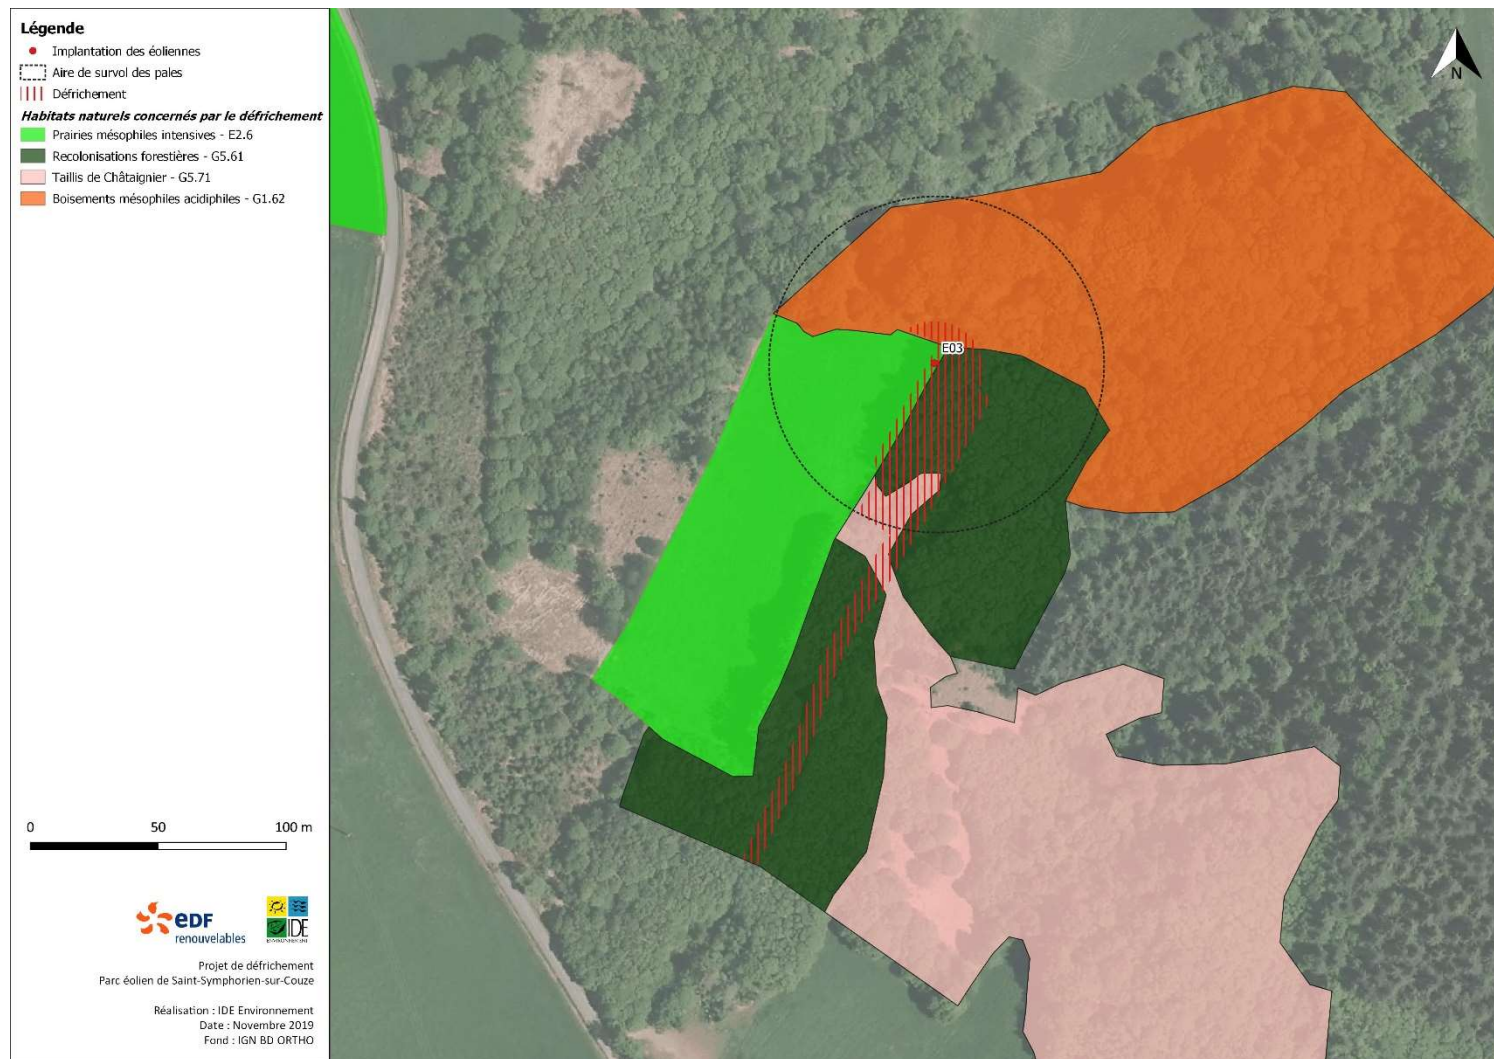 Légende
Implantation des éoliennes
Aire de survol des pales
Défrichement
Habitats naturels concernés par le défrichement
Prairies mésophiles intensives - E2.6
Recolonisations forestières - G5.61
Taillis de Châtaignier - G5.71
Boisements mésophiles acidiphiles - G1.62
N
E03
0 50 100 m
eDF
renouvelables
IDE
ENVIRONNEMENT
Projet de défrichement
Parc éolien de Saint-Symphorien-sur-Couze
Réalisation : IDE Environnement
Date : Novembre 2019
Fond : IGN BD ORTHO